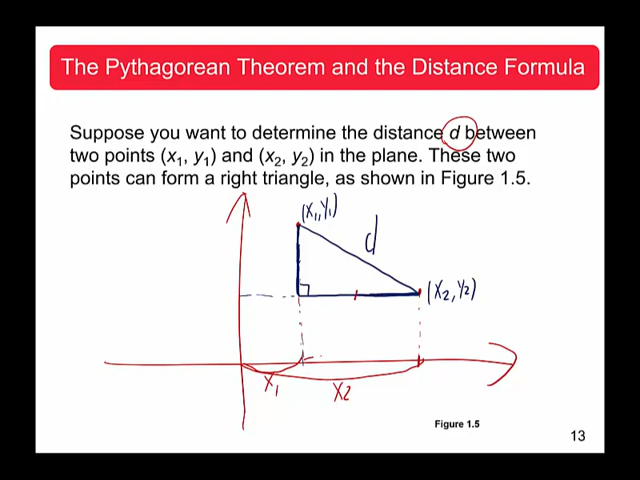 The Pythagorean Theorem and the Distance Formula
Suppose you want to determine the distance d between
two points (x₁, y₁) and (x₂, y₂) in the plane. These two
points can form a right triangle, as shown in Figure 1.5.
(x₁, y₁)
d
(x₂, y₂)
x₁
x₂
Figure 1.5
13